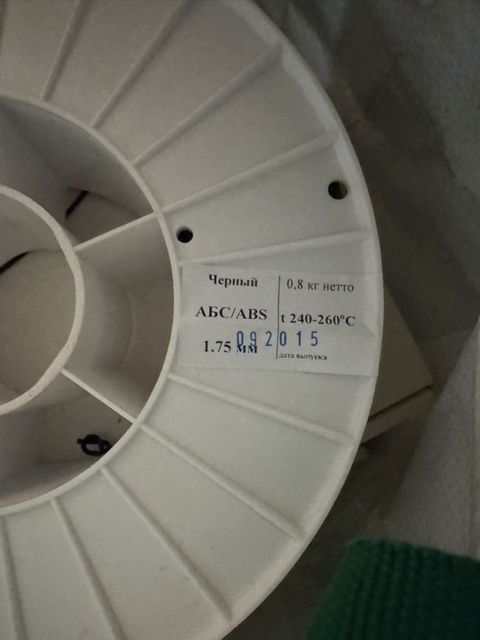 Черный
0,8 кг нетто
АБС/ABS
t 240-260°C
1.75 мм
092015
дата выпуска